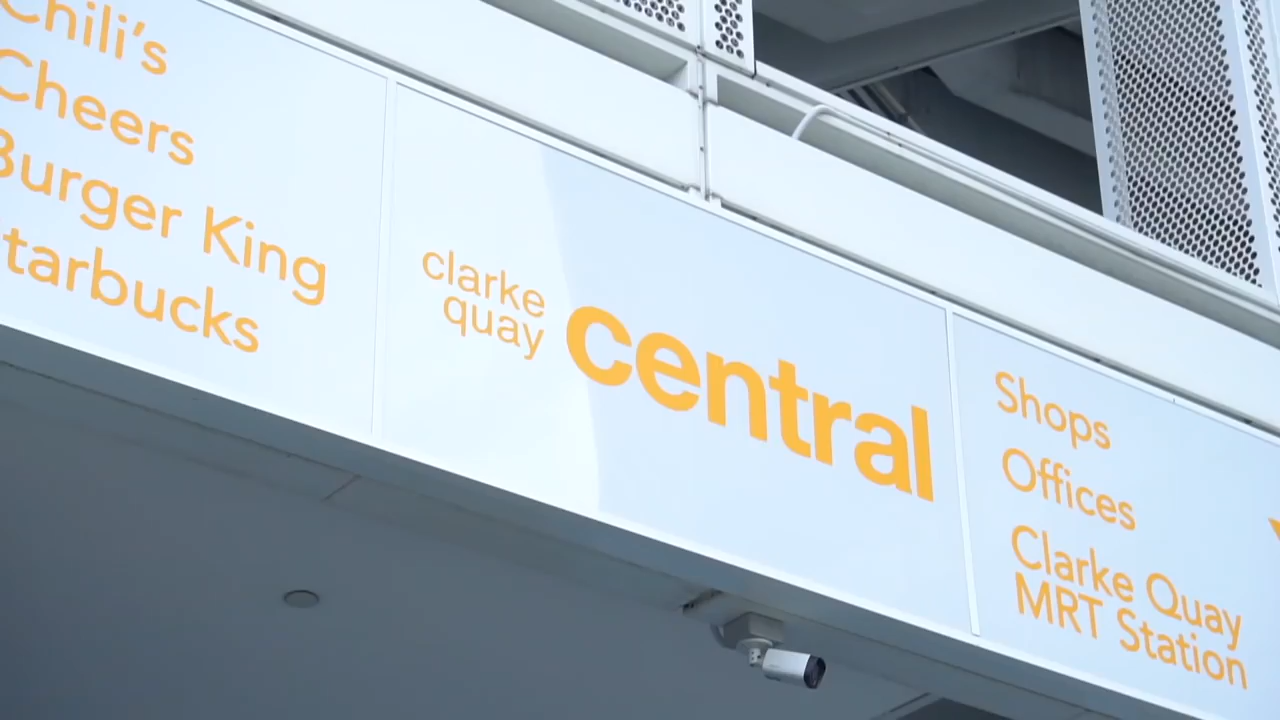 Chili's
Cheers
Burger King
Starbucks
clarke
quay
central
Shops
Offices
Clarke Quay
MRT Station